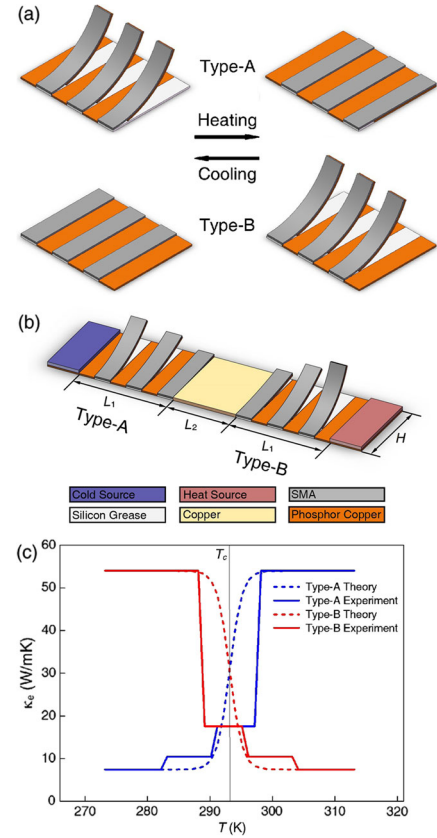 (a)
Type-A
Heating
Cooling
Type-B
(b)
L1
Type-A
L2
L1
Type-B
H
Cold Source
Heat Source
SMA
Silicon Grease
Copper
Phosphor Copper
(c)
Tc
60
50
40
30
20
10
0
κe (W/mK)
Type-A Theory
Type-A Experiment
Type-B Theory
Type-B Experiment
270 280 290 300 310 320
T (K)